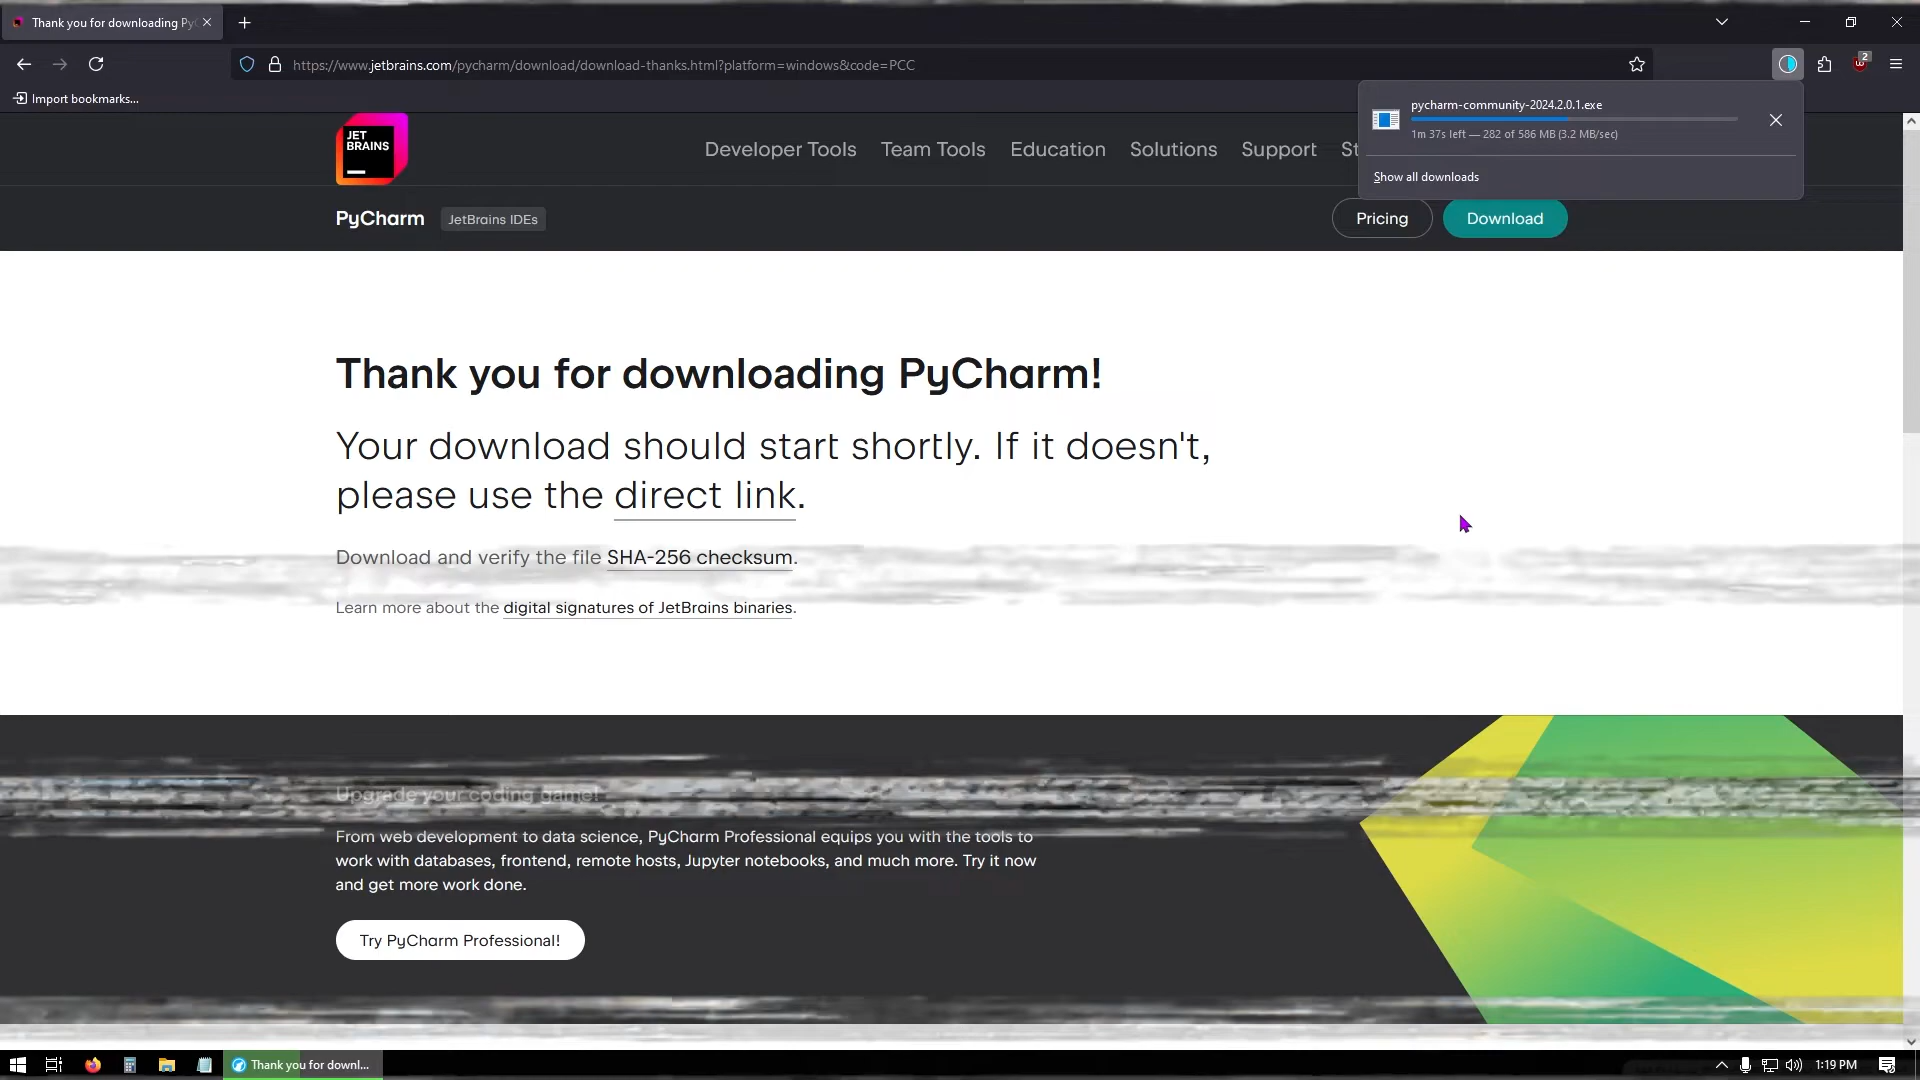 Thank you for downloading Py
https://www.jetbrains.com/pycharm/download/download-thanks.html?platform=windows&code=PCC
2
Import bookmarks...
pycharm-community-2024.2.0.1.exe
1m 37s left — 282 of 586 MB (3.2 MB/sec)
Show all downloads
JET
BRAINS
Developer Tools
Team Tools
Education
Solutions
Support
St
PyCharm
JetBrains IDEs
Pricing
Download
Thank you for downloading PyCharm!
Your download should start shortly. If it doesn't,
please use the direct link.
Download and verify the file SHA-256 checksum.
Learn more about the digital signatures of JetBrains binaries.
Upgrade your coding game!
From web development to data science, PyCharm Professional equips you with the tools to
work with databases, frontend, remote hosts, Jupyter notebooks, and much more. Try it now
and get more work done.
Try PyCharm Professional!
Thank you for downl...
1:19 PM